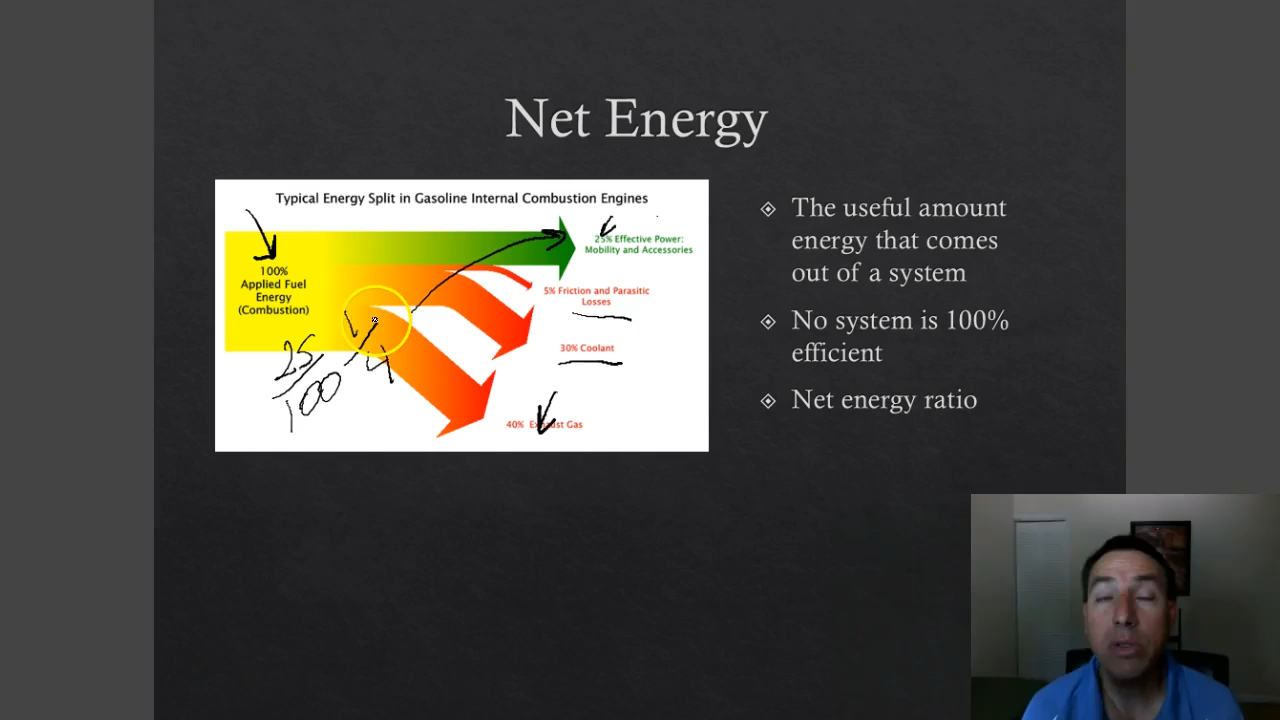 Net Energy
Typical Energy Split in Gasoline Internal Combustion Engines
100%
Applied Fuel
Energy
(Combustion)
25% Effective Power:
Mobility and Accessories
5% Friction and Parasitic
Losses
30% Coolant
40% Exhaust Gas
25
100
1/4
The useful amount
energy that comes
out of a system
No system is 100%
efficient
Net energy ratio